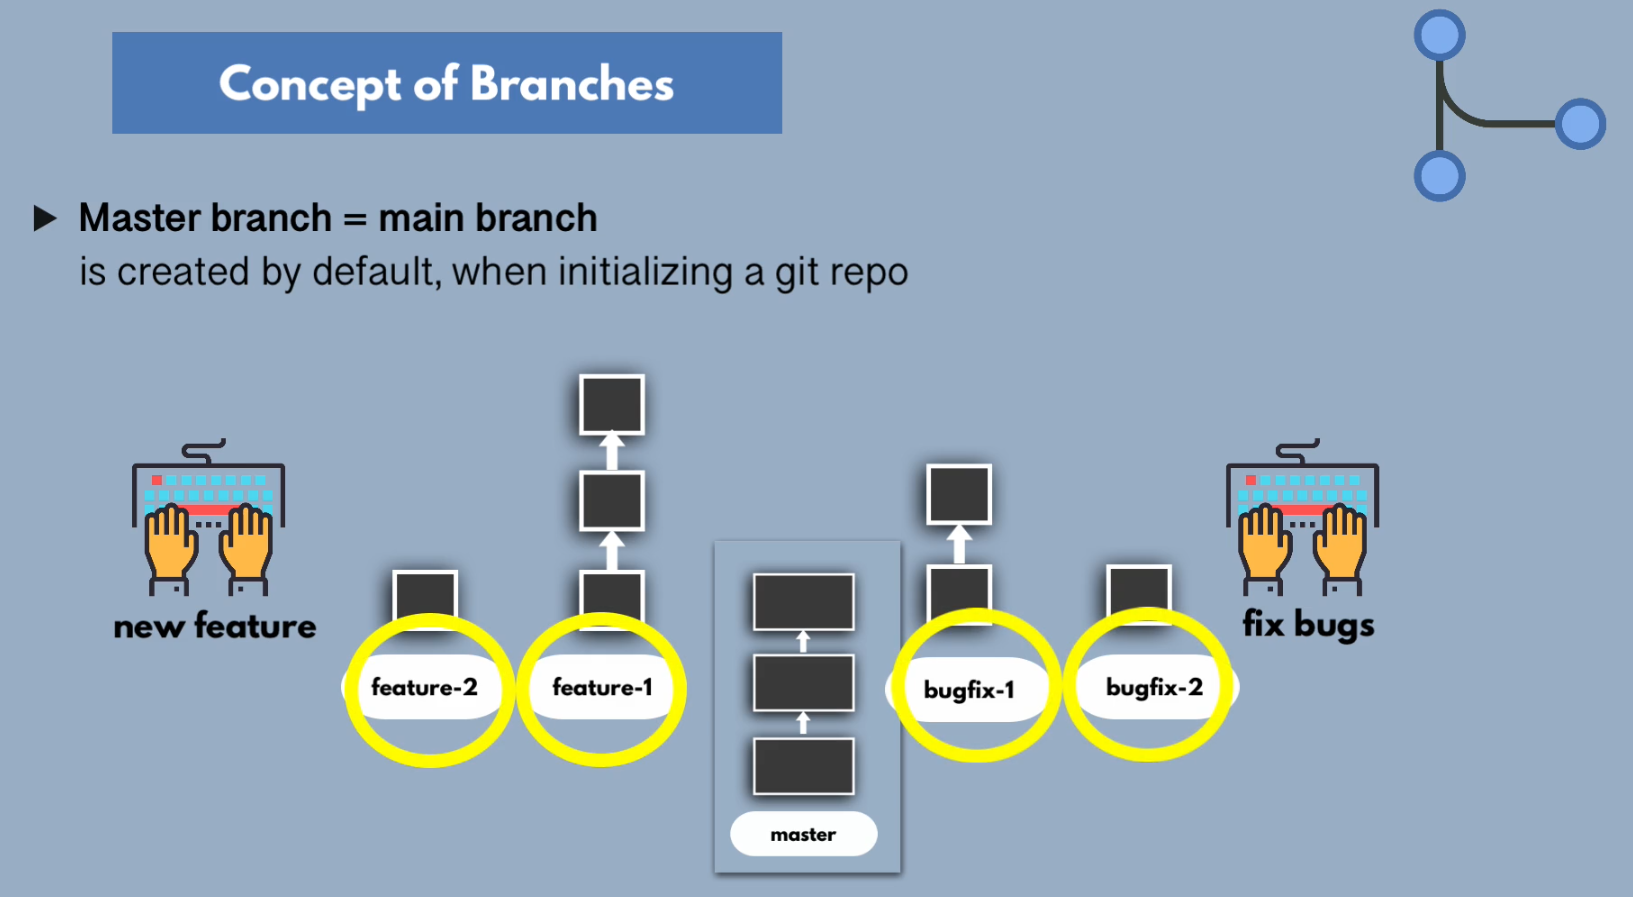 Concept of Branches
Master branch = main branch
is created by default, when initializing a git repo
new feature
feature-2
feature-1
master
bugfix-1
bugfix-2
fix bugs